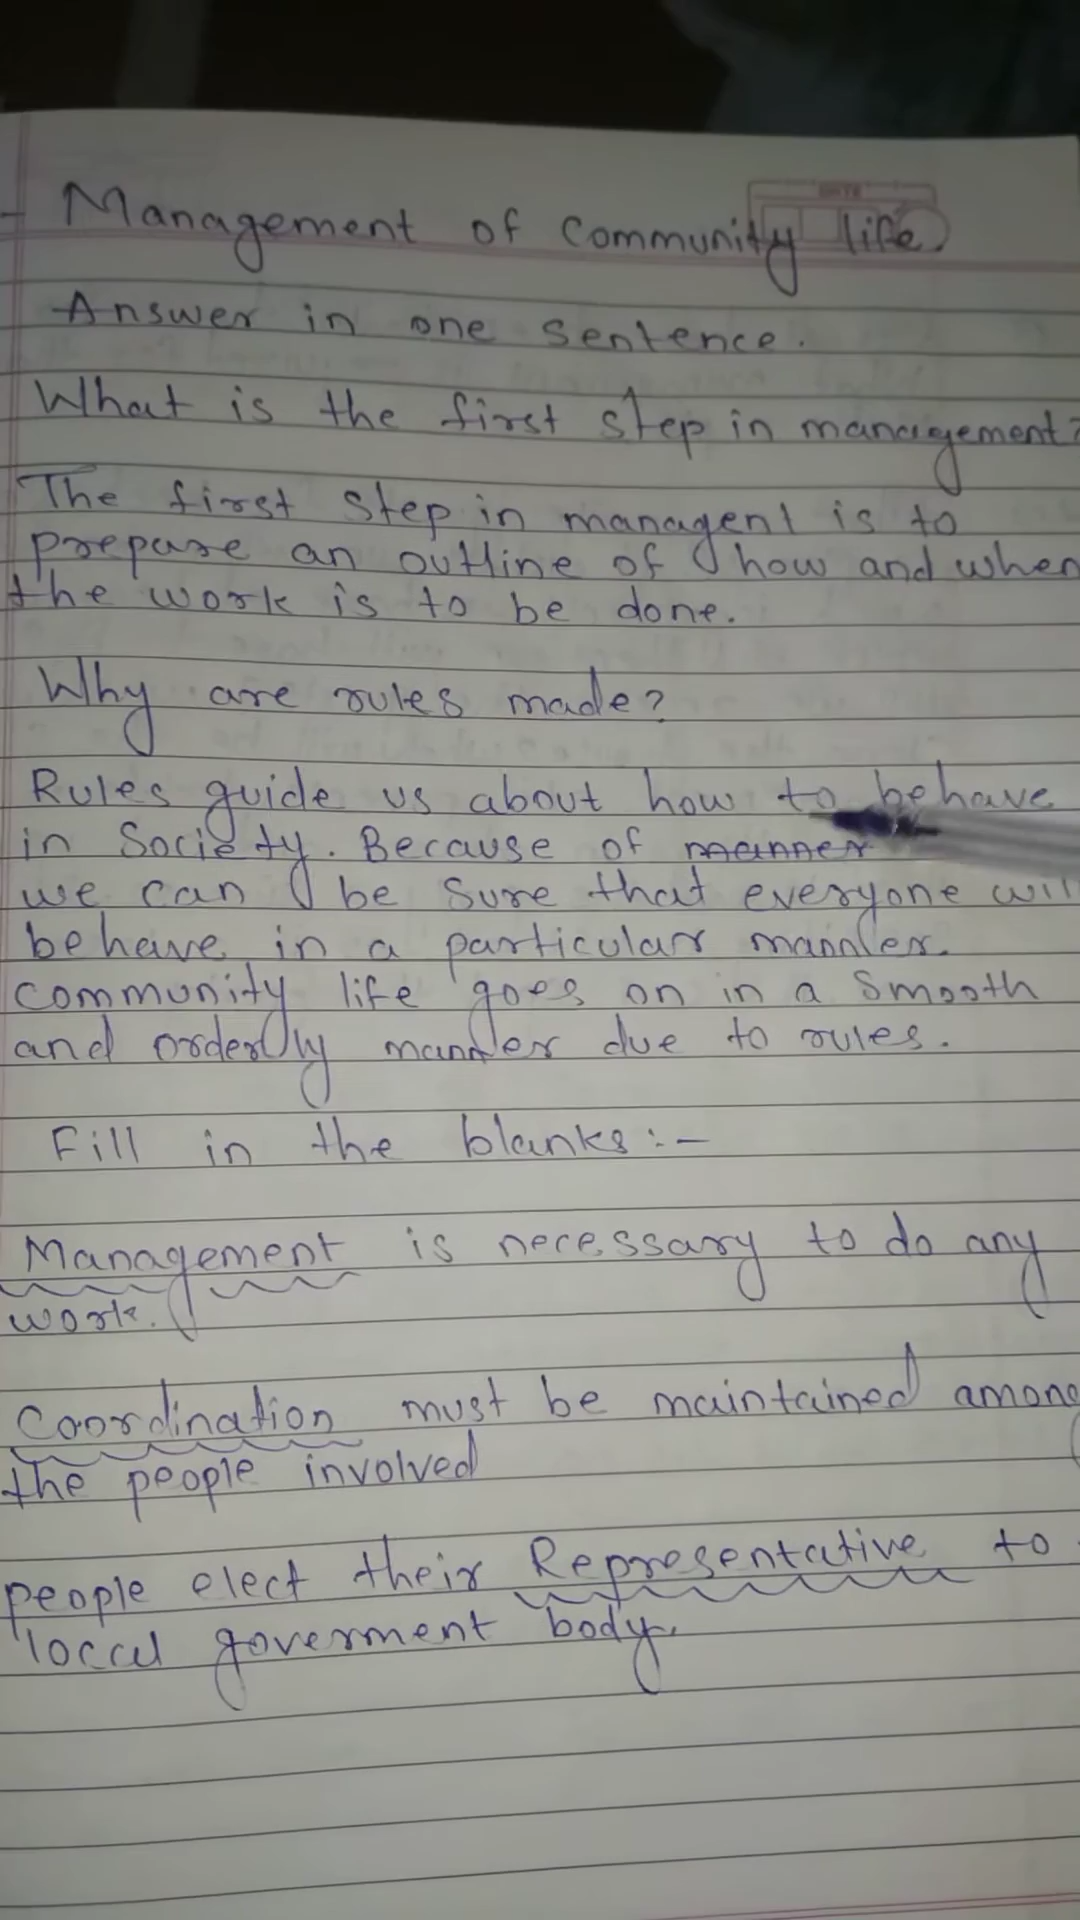 Management of Community life.
DATE
Answer in one sentence.
What is the first step in management?
The first step in managent is to
prepare an outline of how and when
the work is to be done.
Why are rules made?
Rules guide us about how to behave
in Society. Because of manner
we can be Sure that everyone will
behave in a particular manner.
Community life goes on in a Smooth
and orderly manner due to rules.
Fill in the blanks:-
Management is necessary to do any
work.
Coordination must be maintained among
the people involved
people elect their Representative to
local goverment body.